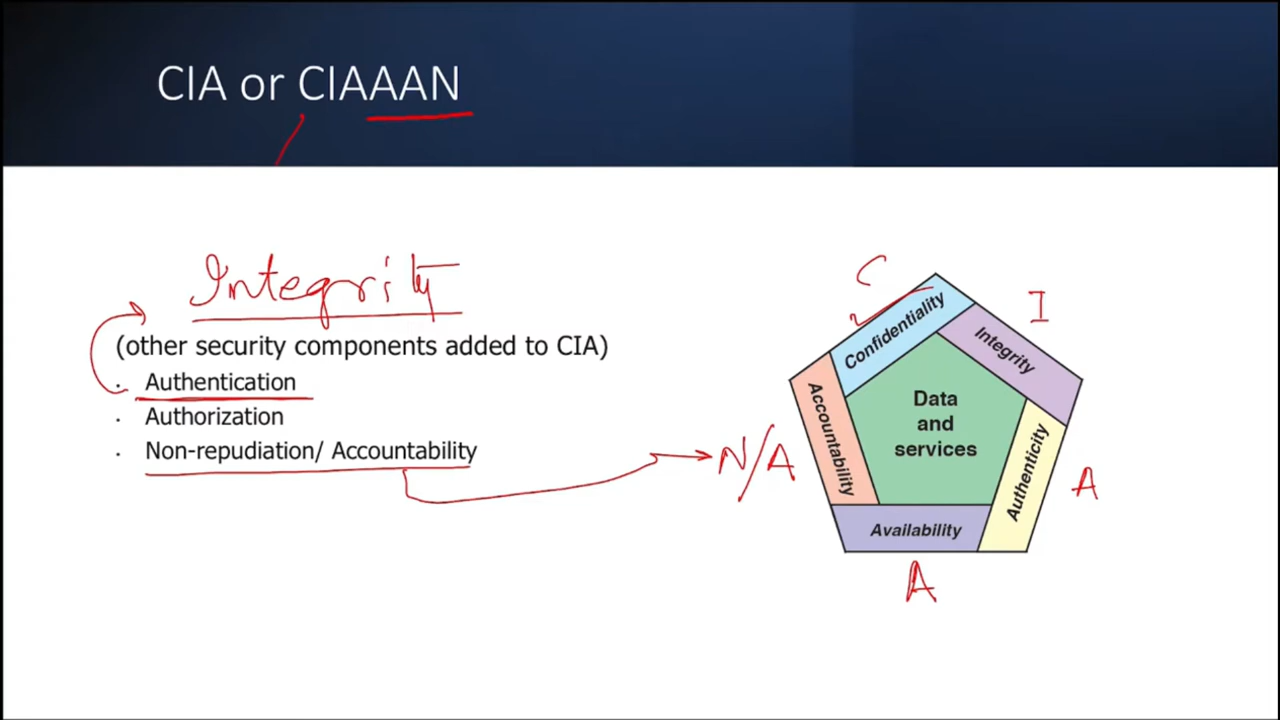 CIA or CIAAAN
Integrity
(other security components added to CIA)
· Authentication
· Authorization
· Non-repudiation/ Accountability
C
I
Confidentiality
Integrity
Accountability
Data
and
services
Authenticity
N/A
A
Availability
A